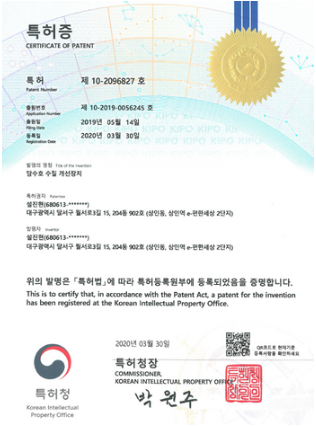 특허증
CERTIFICATE OF PATENT
특허 제 10-2096827 호
Patent Number
출원번호 제 10-2019-0056245 호
Application Number
출원일 2019년 05월 14일
Filing Date
등록일 2020년 03월 30일
Registration Date
발명의 명칭 Title of the Invention
담수호 수질 개선장치
특허권자 Patentee
설진현(680613-*******)
대구광역시 달서구 월서로3길 15, 204동 902호 (상인동, 상인역 e-편한세상 2단지)
발명자 Inventor
설진현(680613-*******)
대구광역시 달서구 월서로3길 15, 204동 902호 (상인동, 상인역 e-편한세상 2단지)
위의 발명은 「특허법」에 따라 특허등록원부에 등록되었음을 증명합니다.
This is to certify that, in accordance with the Patent Act, a patent for the invention
has been registered at the Korean Intellectual Property Office.
2020년 03월 30일
QR코드로 현재기준
등록사항을 확인하세요
특허청장
COMMISSIONER,
KOREAN INTELLECTUAL PROPERTY OFFICE
박원주
특허청
Korean Intellectual
Property Office